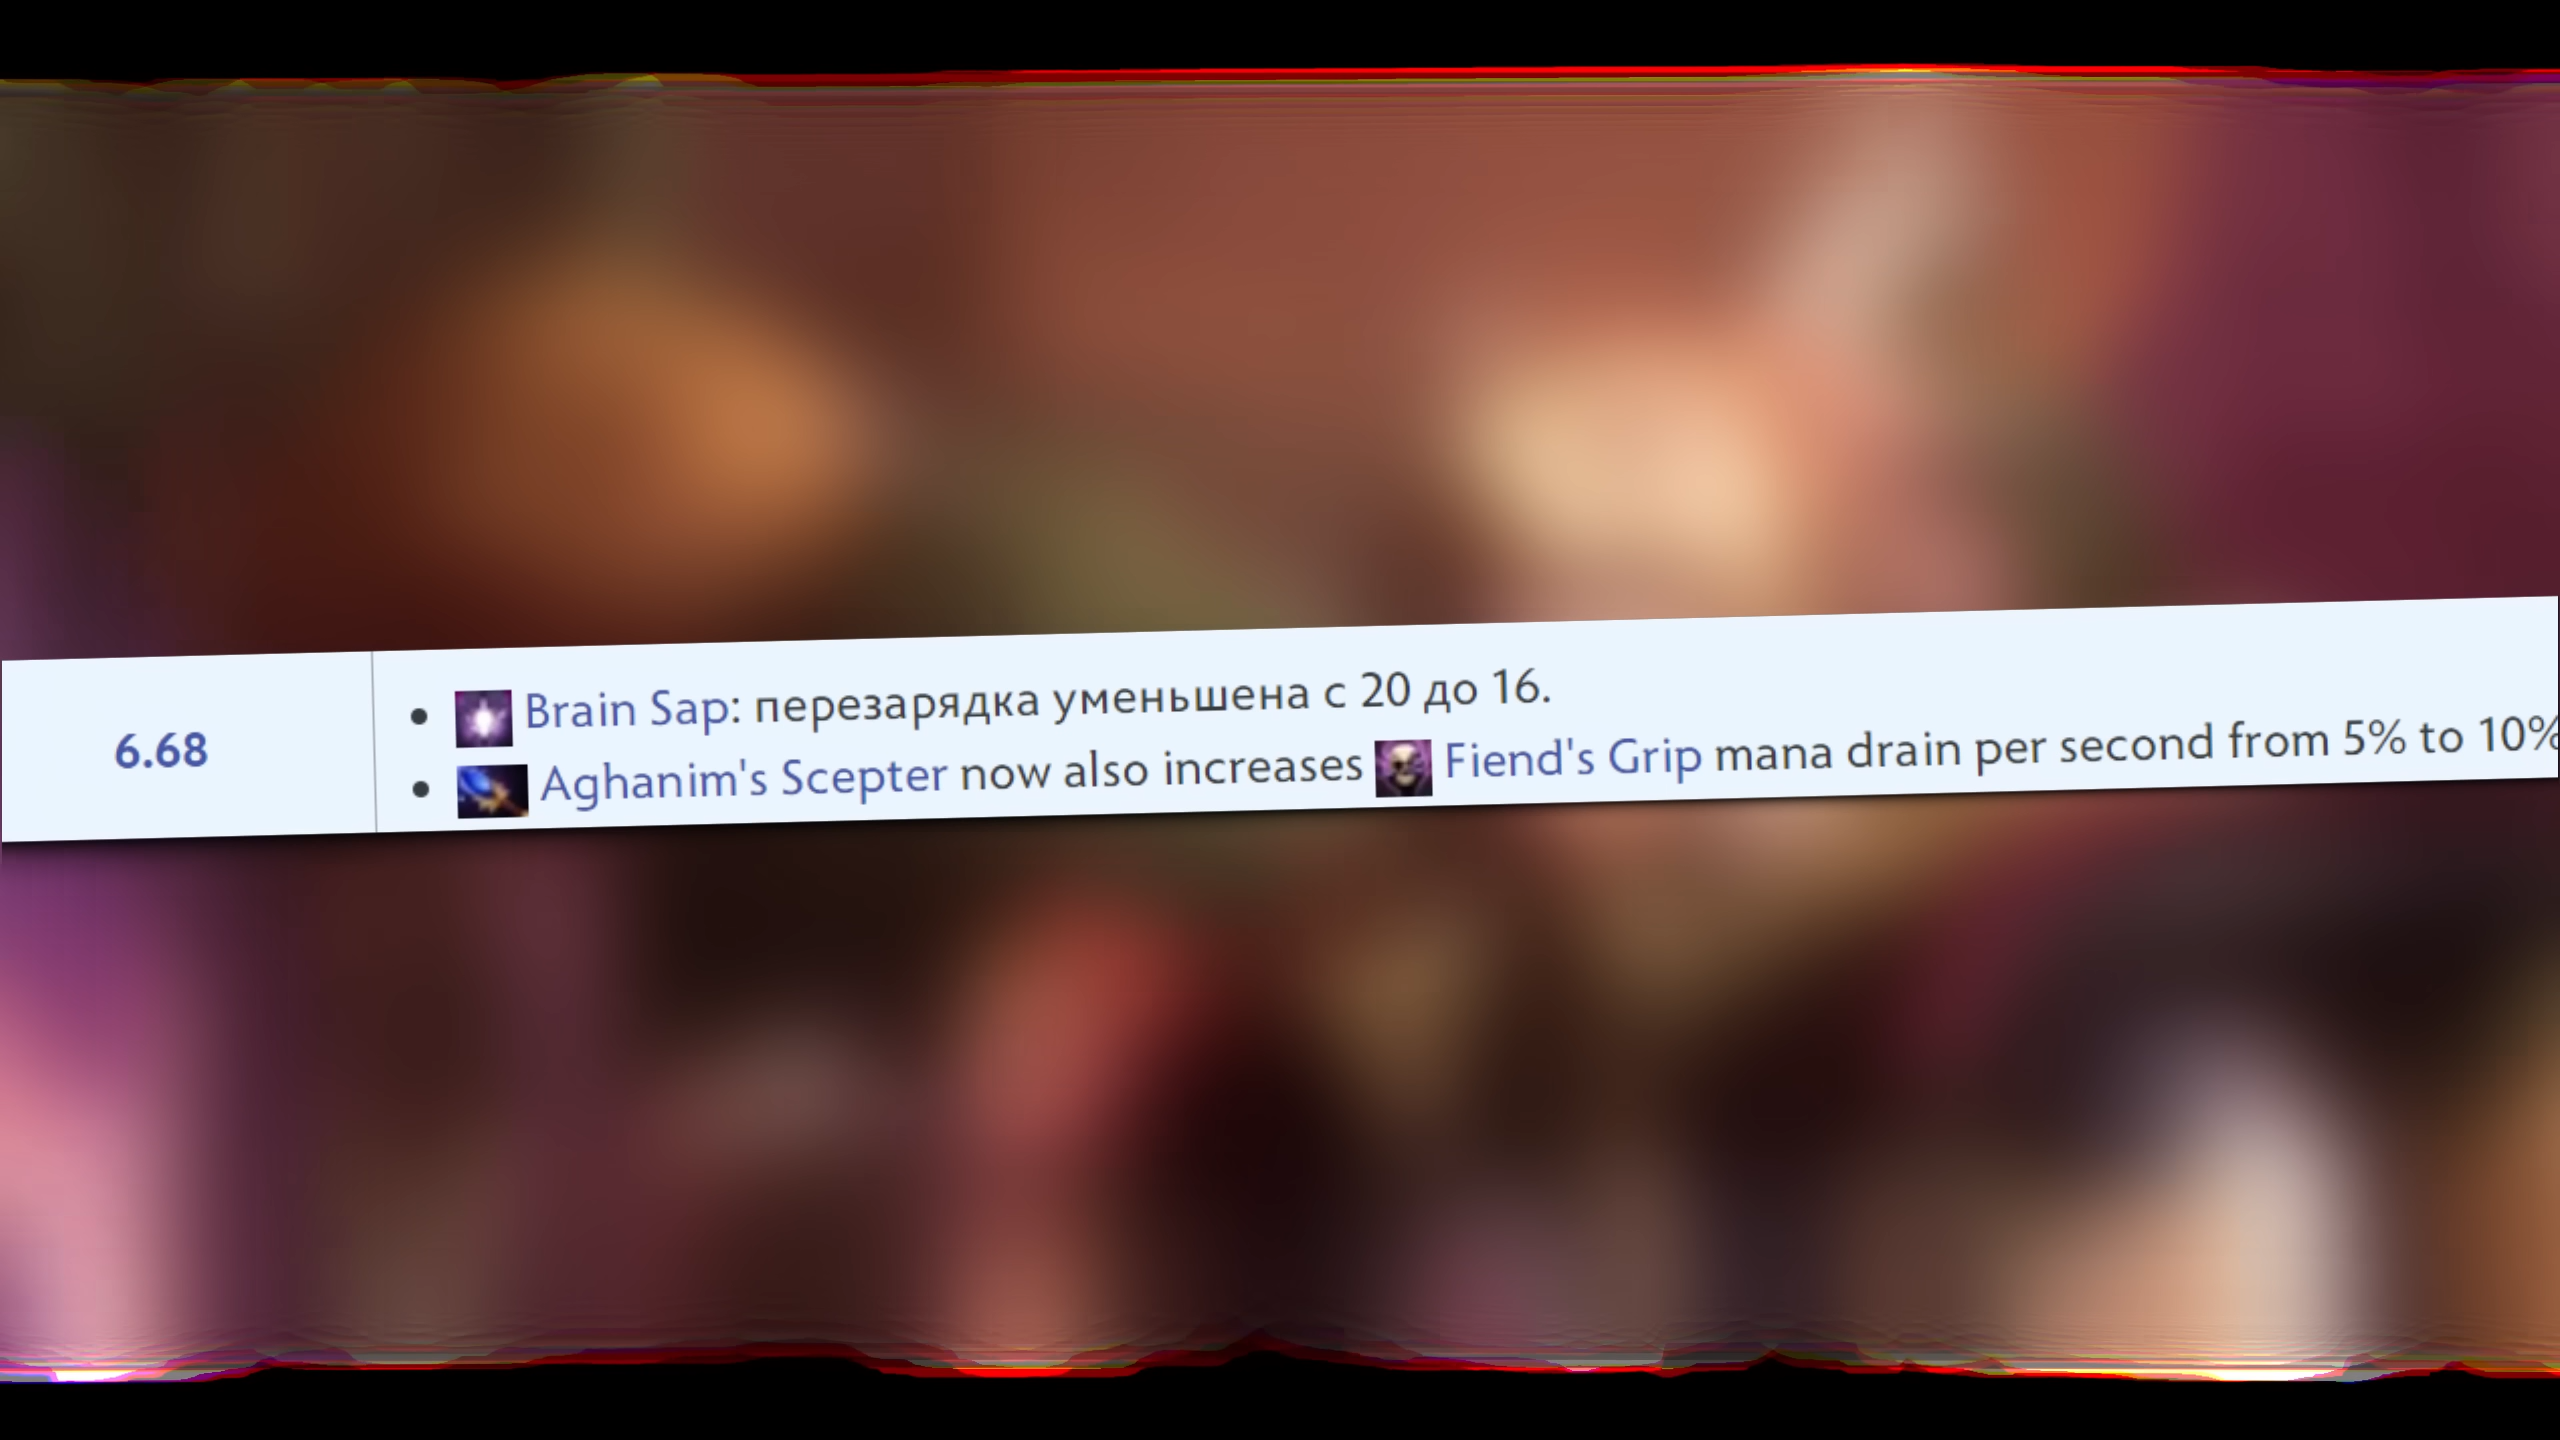 6.68
Brain Sap: перезарядка уменьшена с 20 до 16.
Aghanim's Scepter now also increases Fiend's Grip mana drain per second from 5% to 10%